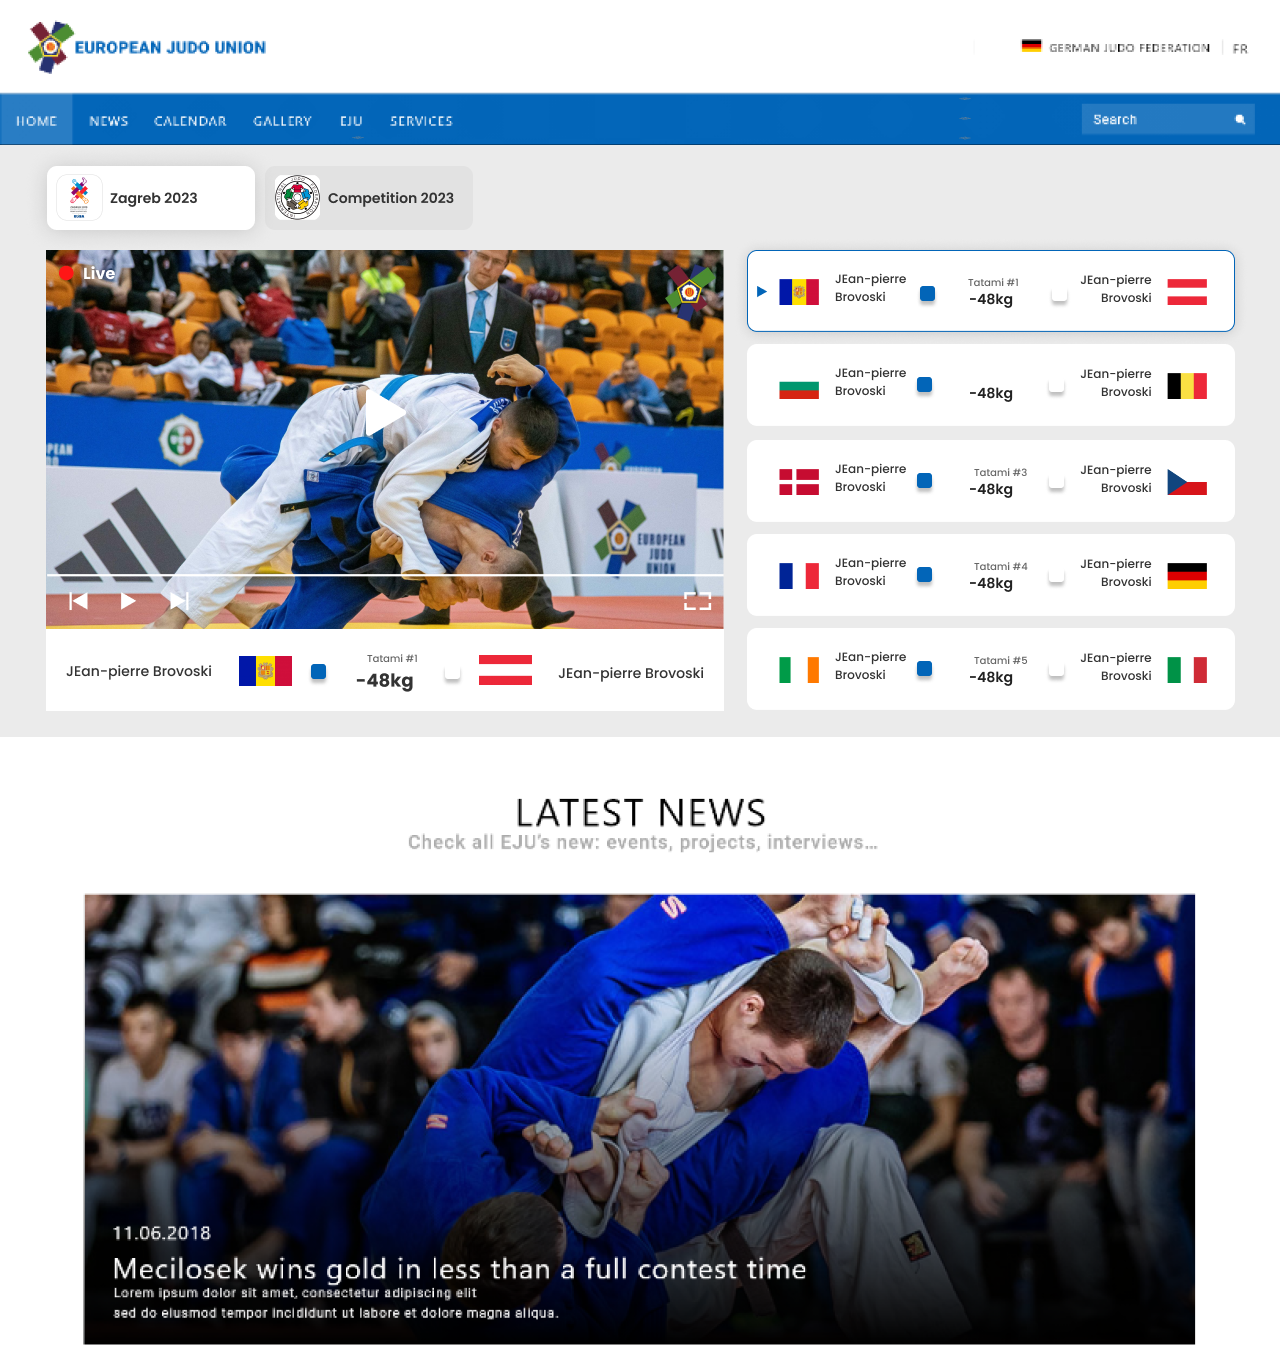 EUROPEAN JUDO UNION
GERMAN JUDO FEDERATION
FR
HOME
NEWS
CALENDAR
GALLERY
EJU
SERVICES
Search
Zagreb 2023
Competition 2023
Live
EUROPEAN
JUDO
UNION
JEan-pierre Brovoski
Tatami #1
-48kg
JEan-pierre Brovoski
JEan-pierre
Brovoski
Tatami #1
-48kg
JEan-pierre
Brovoski
JEan-pierre
Brovoski
-48kg
JEan-pierre
Brovoski
JEan-pierre
Brovoski
Tatami #3
-48kg
JEan-pierre
Brovoski
JEan-pierre
Brovoski
Tatami #4
-48kg
JEan-pierre
Brovoski
JEan-pierre
Brovoski
Tatami #5
-48kg
JEan-pierre
Brovoski
LATEST NEWS
Check all EJU's new: events, projects, interviews...
11.06.2018
Mecilosek wins gold in less than a full contest time
Lorem ipsum dolor sit amet, consectetur adipiscing elit
sed do eiusmod tempor incididunt ut labore et dolore magna aliqua.